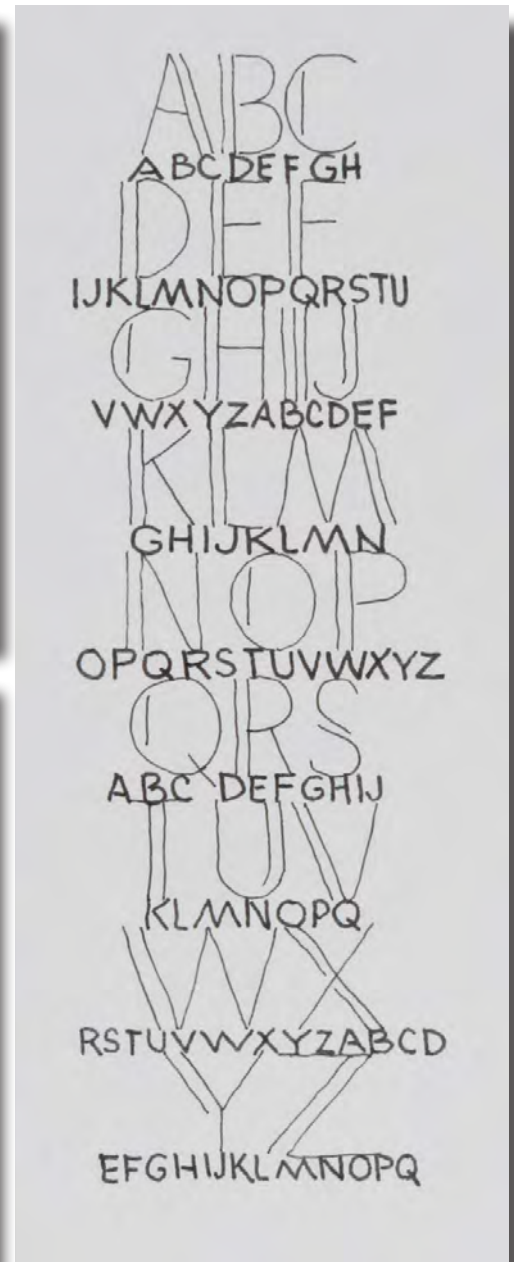 ABC
ABCDEFGH
DEF
IJKLMNOPQRSTU
GHIJ
VWXYZABCDEF
KLM
GHIJKLMN
NOP
OPQRSTUVWXYZ
QRS
ABC DEFGHIJ
TUV
KLMNOPQ
WX
RSTUVWXYZABCD
YZ
EFGHIJKLMNOPQ